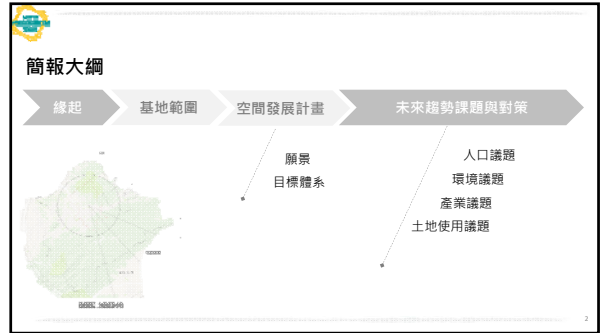 簡報大綱
緣起
基地範圍
空間發展計畫
未來趨勢課題與對策
願景
目標體系
人口議題
環境議題
產業議題
土地使用議題
2